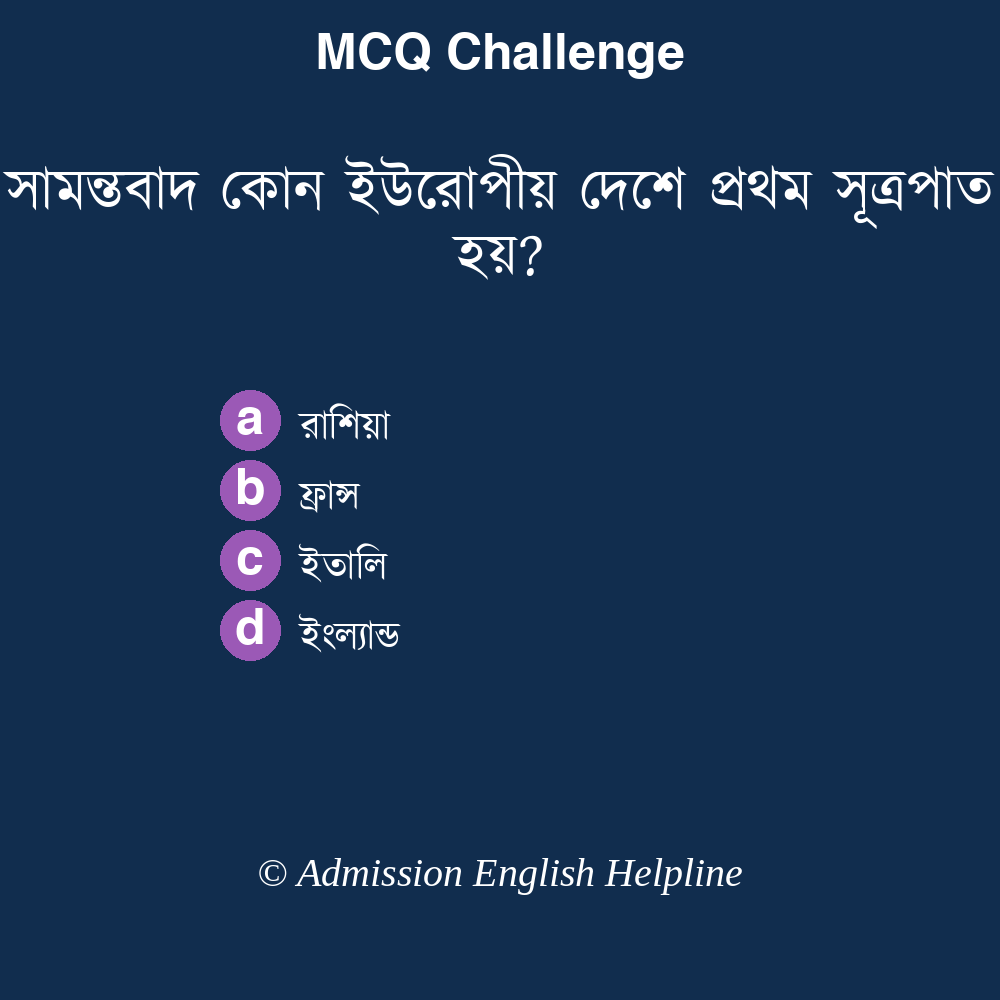 MCQ Challenge
সামন্তবাদ কোন ইউরোপীয় দেশে প্রথম সূত্রপাত
হয়?
a রাশিয়া
b ফ্রান্স
c ইতালি
d ইংল্যান্ড
© Admission English Helpline